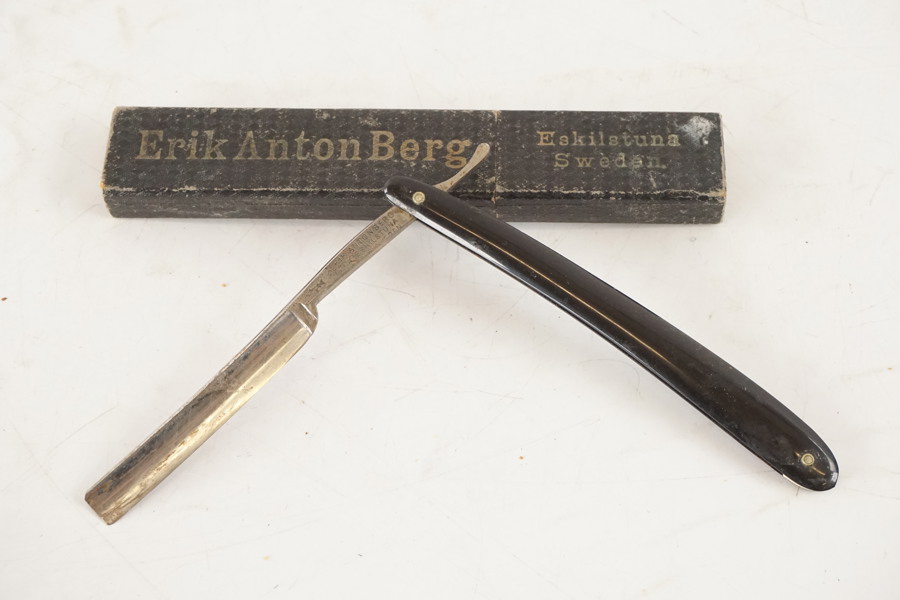 Erik Anton Berg
Eskilstuna
Sweden.